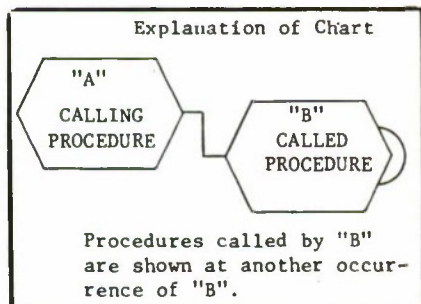 Explanation of Chart
"A"
CALLING
PROCEDURE
"B"
CALLED
PROCEDURE
Procedures called by "B"
are shown at another occur-
rence of "B".